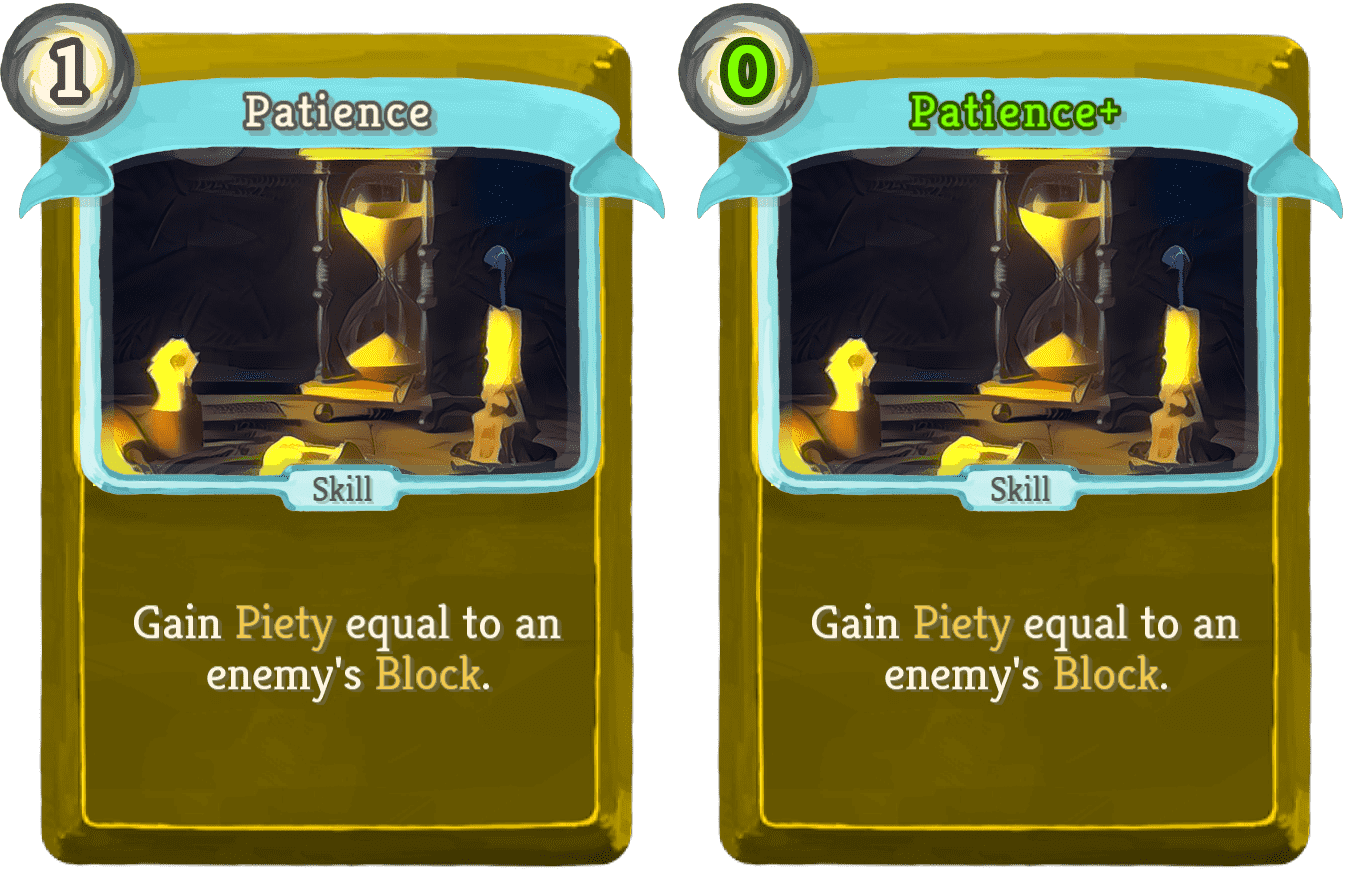 1
Patience
Skill
Gain Piety equal to an
enemy's Block.
0
Patience+
Skill
Gain Piety equal to an
enemy's Block.